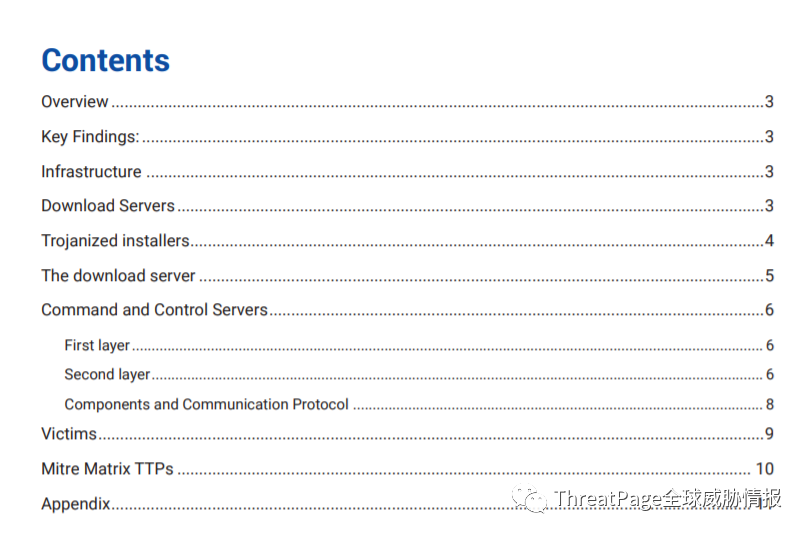 Contents
Overview ........ 3
Key Findings: ........ 3
Infrastructure ........ 3
Download Servers ........ 3
Trojanized installers ........ 4
The download server ........ 5
Command and Control Servers ........ 6
First layer ........ 6
Second layer ........ 6
Components and Communication Protocol ........ 8
Victims ........ 9
Mitre Matrix TTPs ........ 10
Appendix ........
ThreatPage全球威胁情报